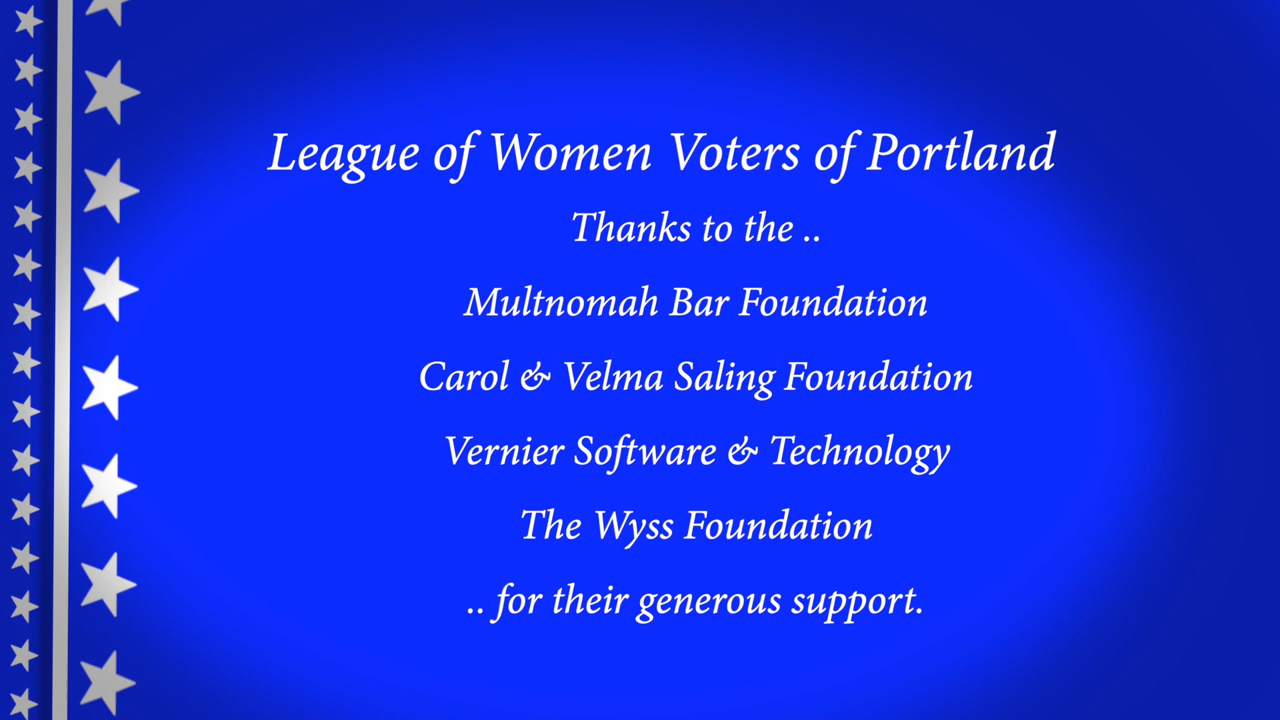 League of Women Voters of Portland
Thanks to the ..
Multnomah Bar Foundation
Carol & Velma Saling Foundation
Vernier Software & Technology
The Wyss Foundation
.. for their generous support.